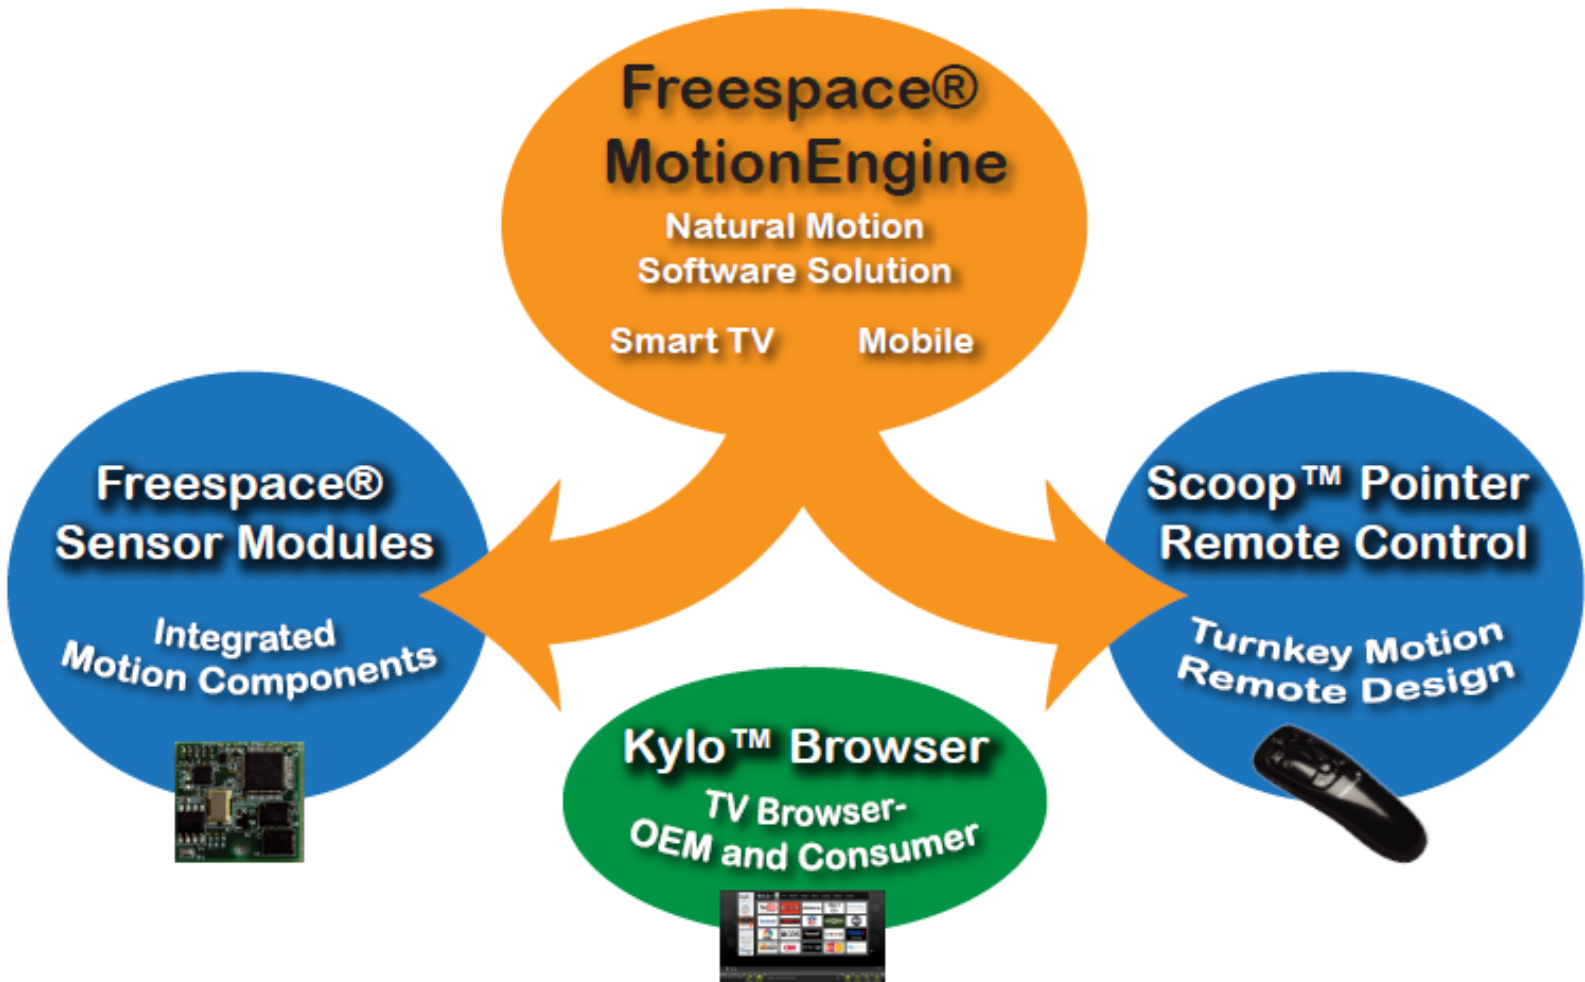 Freespace®
MotionEngine
Natural Motion
Software Solution
Smart TV Mobile
Freespace®
Sensor Modules
Integrated
Motion Components
Scoop™ Pointer
Remote Control
Turnkey Motion
Remote Design
Kylo™ Browser
TV Browser-
OEM and Consumer